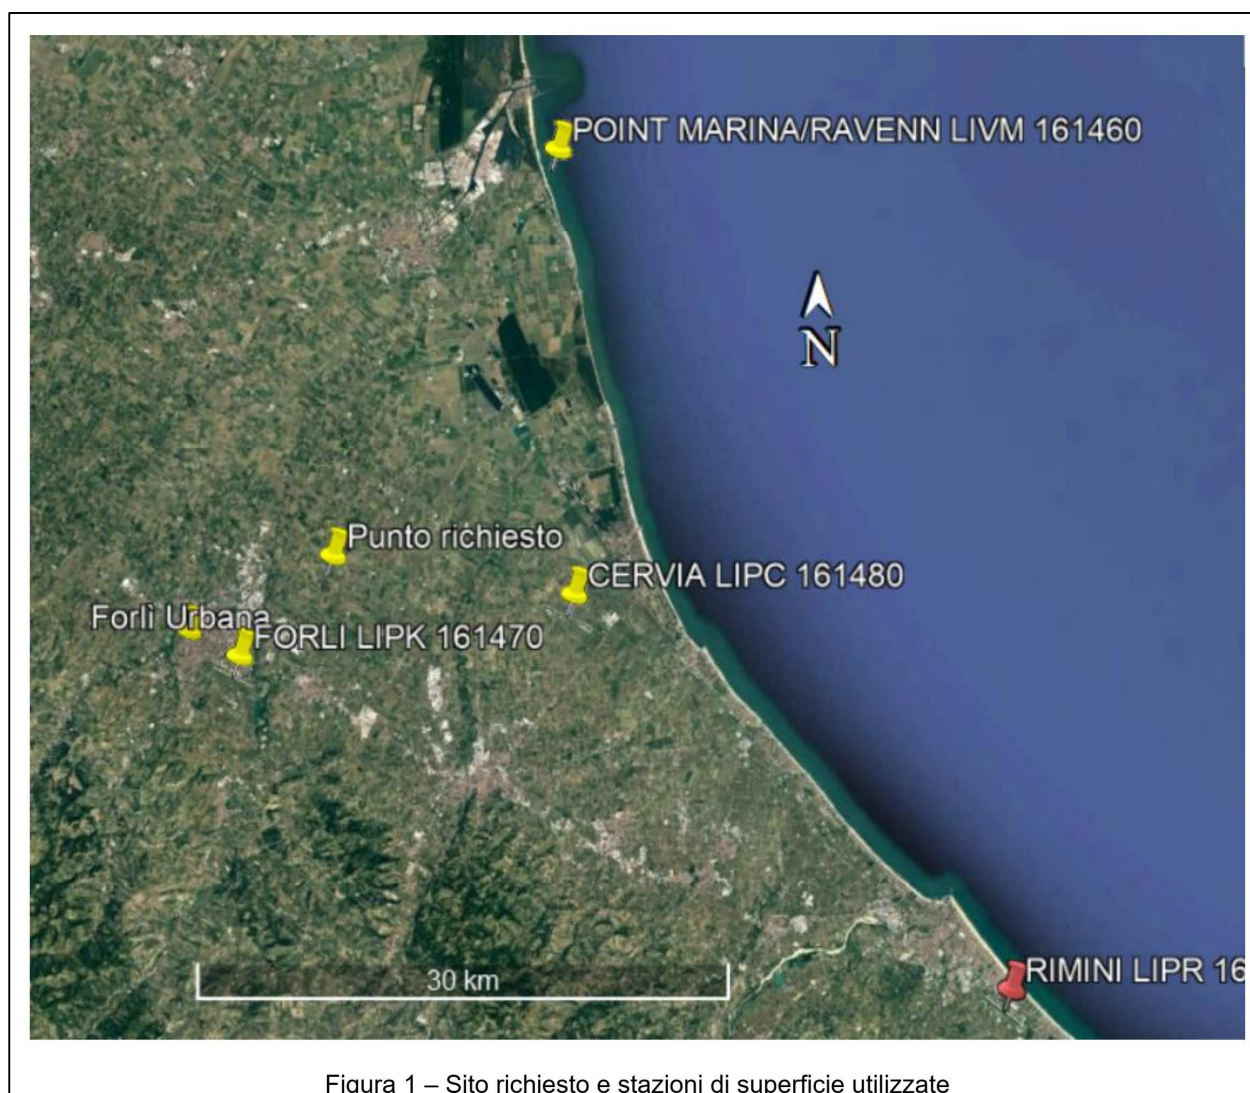 POINT MARINA/RAVENN LIVM 161460
N
Punto richiesto
CERVIA LIPC 161480
Forlì Urbana
FORLI LIPK 161470
30 km
RIMINI LIPR 16
Figura 1 – Sito richiesto e stazioni di superficie utilizzate